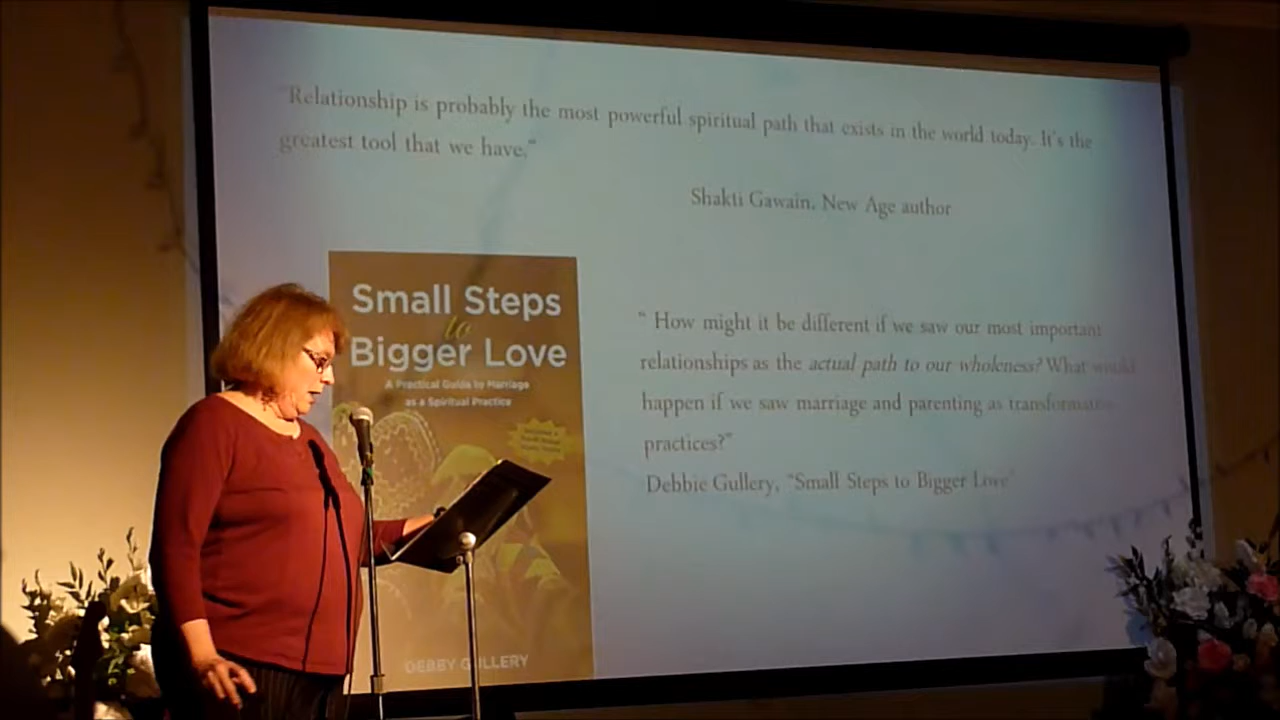 "Relationship is probably the most powerful spiritual path that exists in the world today. It's the
greatest tool that we have."
Shakti Gawain, New Age author
Small Steps
to
Bigger Love
A Practical Guide to Marriage
as a Spiritual Practice
DEBBY GULLERY
" How might it be different if we saw our most important
relationships as the actual path to our wholeness? What would
happen if we saw marriage and parenting as transformative
practices?"
Debbie Gullery, "Small Steps to Bigger Love"